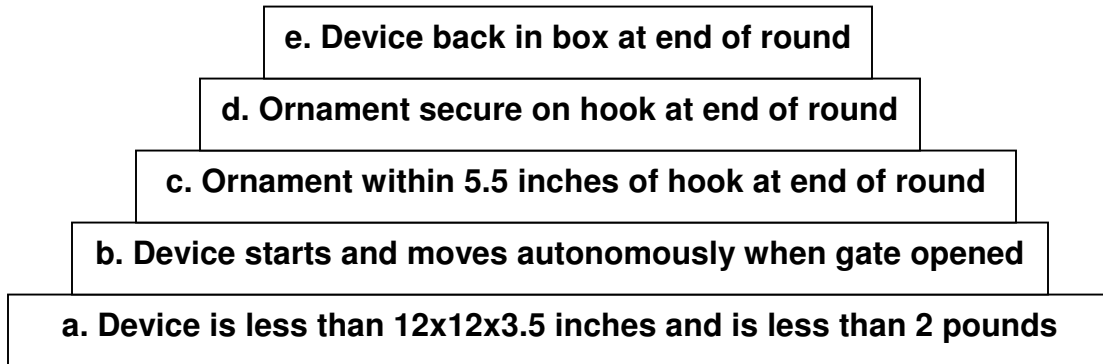 e. Device back in box at end of round
d. Ornament secure on hook at end of round
c. Ornament within 5.5 inches of hook at end of round
b. Device starts and moves autonomously when gate opened
a. Device is less than 12x12x3.5 inches and is less than 2 pounds